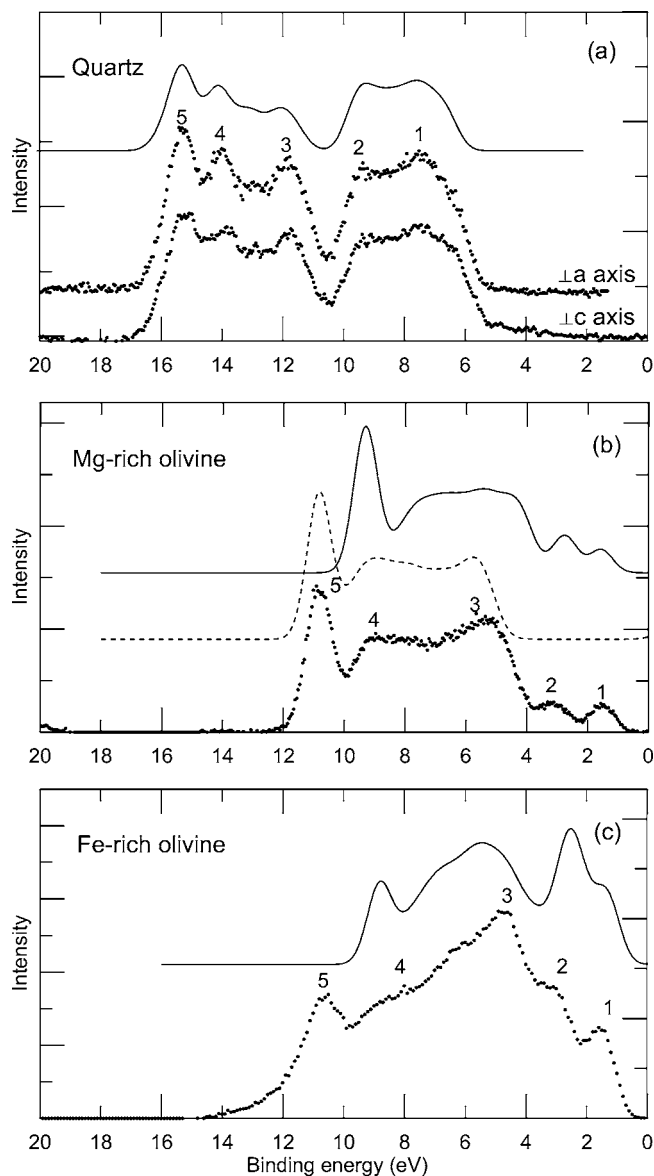 (a)
Quartz
5
4
3
2
1
Intensity
⊥a axis
⊥c axis
20 18 16 14 12 10 8 6 4 2 0
(b)
Mg-rich olivine
5
4
3
2
1
Intensity
20 18 16 14 12 10 8 6 4 2 0
(c)
Fe-rich olivine
5
4
3
2
1
Intensity
20 18 16 14 12 10 8 6 4 2 0
Binding energy (eV)